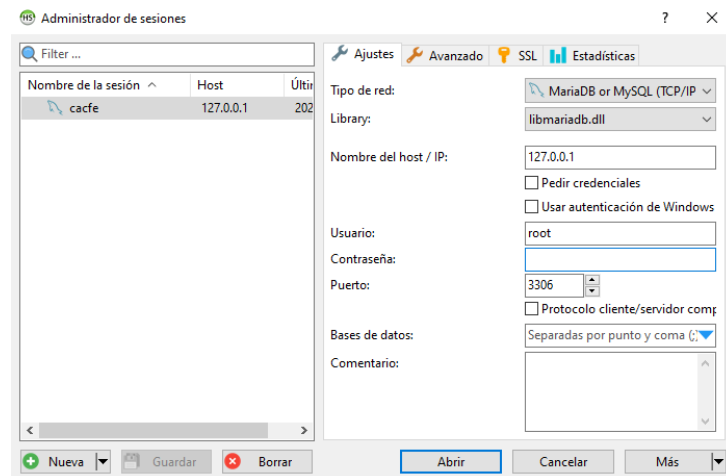 HS Administrador de sesiones ? X
Filter ...
Nombre de la sesión Host Últir
cacfe 127.0.0.1 202
Nueva Guardar Borrar
Ajustes Avanzado SSL Estadísticas
Tipo de red: MariaDB or MySQL (TCP/IP
Library: libmariadb.dll
Nombre del host / IP: 127.0.0.1
Pedir credenciales
Usar autenticación de Windows
Usuario: root
Contraseña:
Puerto: 3306
Protocolo cliente/servidor comp
Bases de datos: Separadas por punto y coma (;)
Comentario:
Abrir Cancelar Más